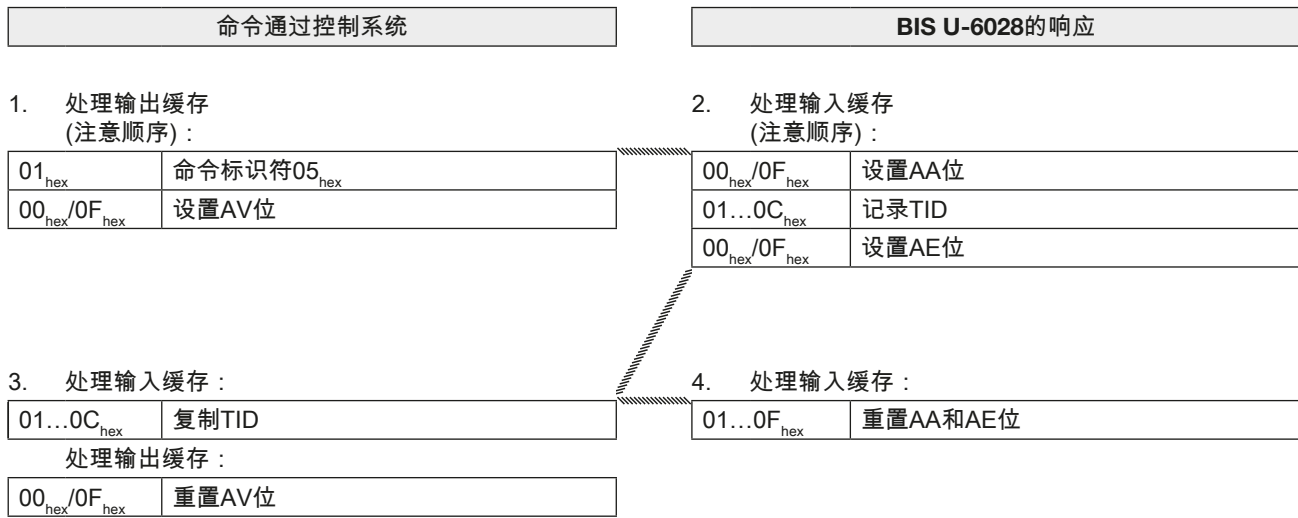 命令通过控制系统
BIS U-6028的响应
1. 处理输出缓存
(注意顺序)：
01hex 命令标识符05hex
00hex/0Fhex 设置AV位
2. 处理输入缓存
(注意顺序)：
00hex/0Fhex 设置AA位
01…0Chex 记录TID
00hex/0Fhex 设置AE位
3. 处理输入缓存：
01…0Chex 复制TID
处理输出缓存：
00hex/0Fhex 重置AV位
4. 处理输入缓存：
01…0Fhex 重置AA和AE位